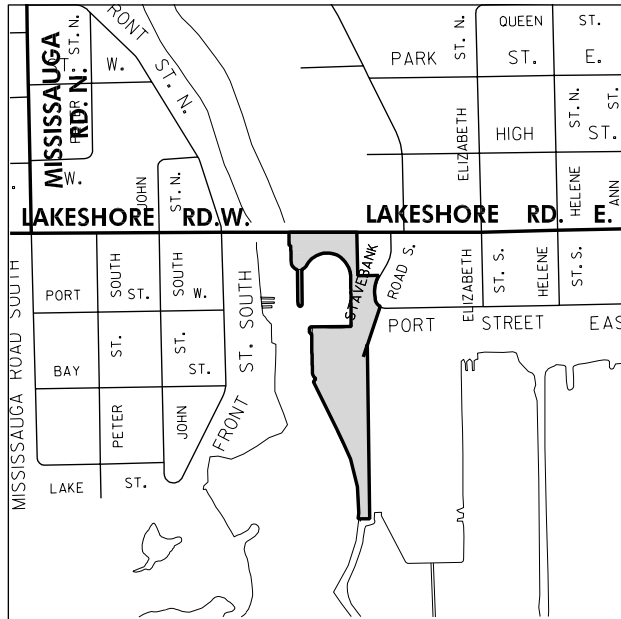 MISSISSAUGA
RD. N.
FRONT ST. N.
W.
PETER ST. N.
W.
JOHN ST. N.
LAKESHORE RD.W.
LAKESHORE RD. E.
QUEEN ST.
PARK ST. N.
ST. E.
ELIZABETH
HIGH ST.
HELENE ST. N.
ANN ST.
MISSISSAUGA ROAD SOUTH
PORT ST. W.
SOUTH
SOUTH
BAY ST.
PETER ST.
JOHN ST.
LAKE ST.
FRONT ST. SOUTH
STAVEBANK ROAD S.
ELIZABETH ST. S.
HELENE ST. S.
PORT STREET EAS